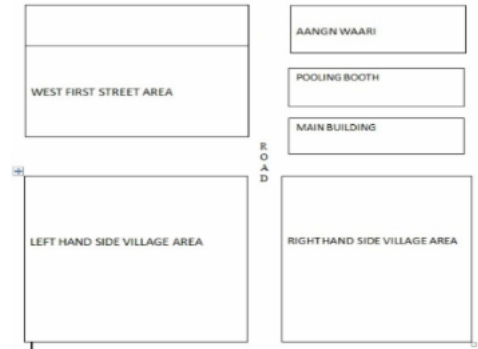 AANGN WAARI
WEST FIRST STREET AREA
POOLING BOOTH
MAIN BUILDING
ROAD
LEFT HAND SIDE VILLAGE AREA
RIGHT HAND SIDE VILLAGE AREA